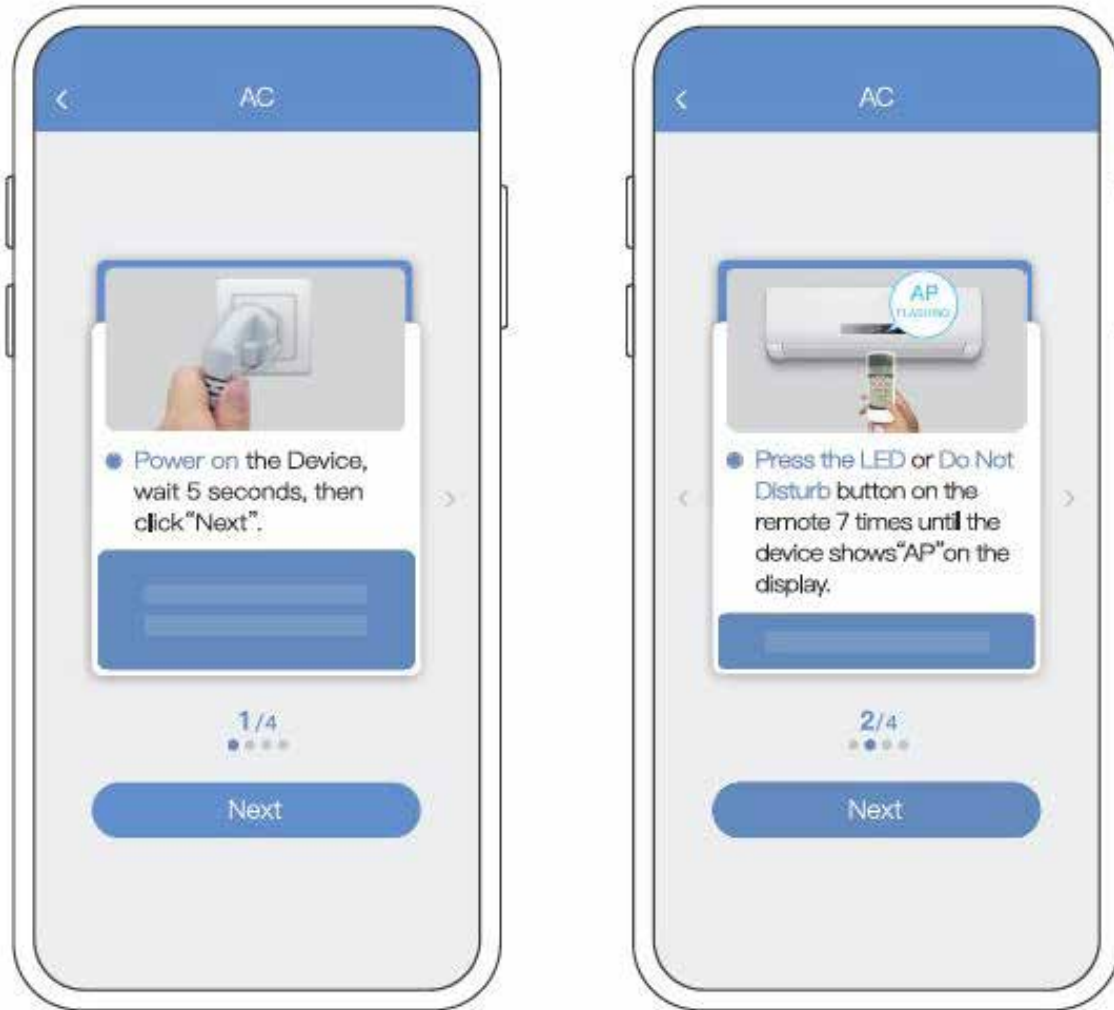 AC
Power on the Device,
wait 5 seconds, then
click“Next”.
1/4
Next
AC
AP
FLASHING
Press the LED or Do Not
Disturb button on the
remote 7 times until the
device shows“AP”on the
display.
2/4
Next